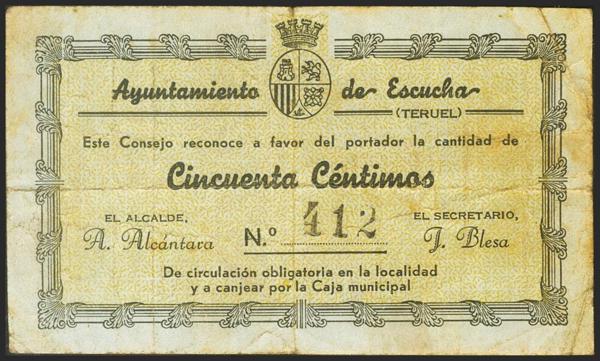 Ayuntamiento de Escucha
(TERUEL)
Este Consejo reconoce a favor del portador la cantidad de
Cincuenta Céntimos
EL ALCALDE,
A. Alcántara
N.º 412
EL SECRETARIO,
J. Blesa
De circulación obligatoria en la localidad
y a canjear por la Caja municipal